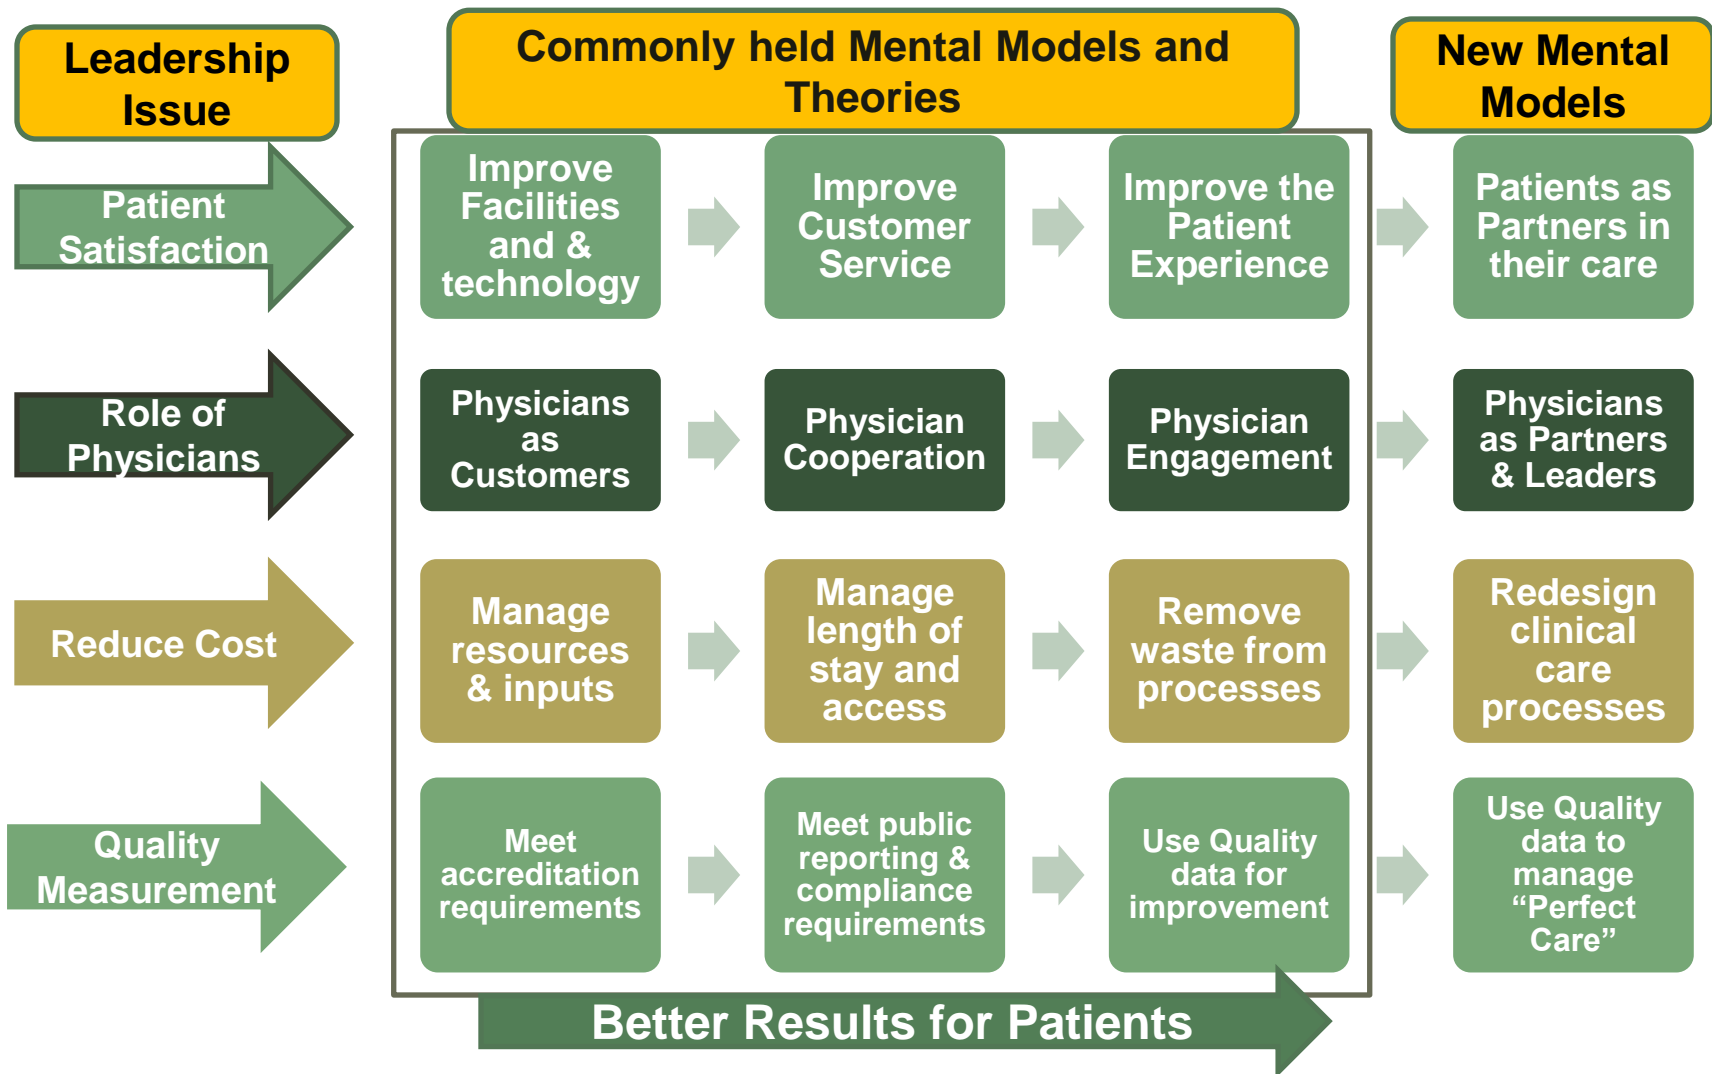 Leadership
Issue
Commonly held Mental Models and
Theories
New Mental
Models
Patient
Satisfaction
Improve
Facilities
and &
technology
Improve
Customer
Service
Improve the
Patient
Experience
Patients as
Partners in
their care
Role of
Physicians
Physicians
as
Customers
Physician
Cooperation
Physician
Engagement
Physicians
as Partners
& Leaders
Reduce Cost
Manage
resources
& inputs
Manage
length of
stay and
access
Remove
waste from
processes
Redesign
clinical
care
processes
Quality
Measurement
Meet
accreditation
requirements
Meet public
reporting &
compliance
requirements
Use Quality
data for
improvement
Use Quality
data to
manage
“Perfect
Care”
Better Results for Patients